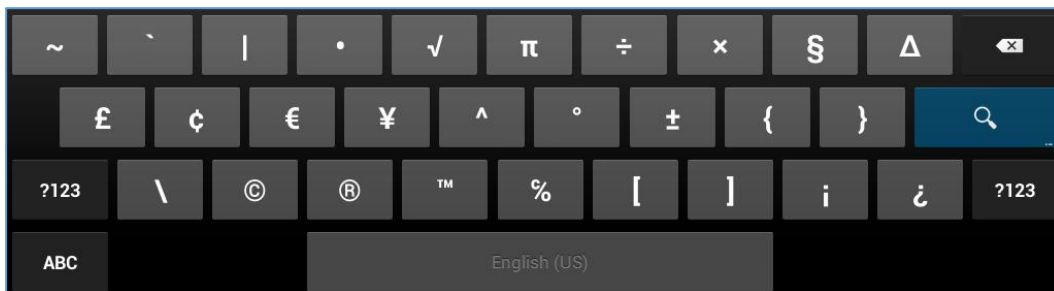 ~ ` | • √ π ÷ × § Δ
£ ¢ € ¥ ^ ° ± { }
?123 \ © ® ™ ℅ [ ] ¡ ¿ ?123
ABC English (US)